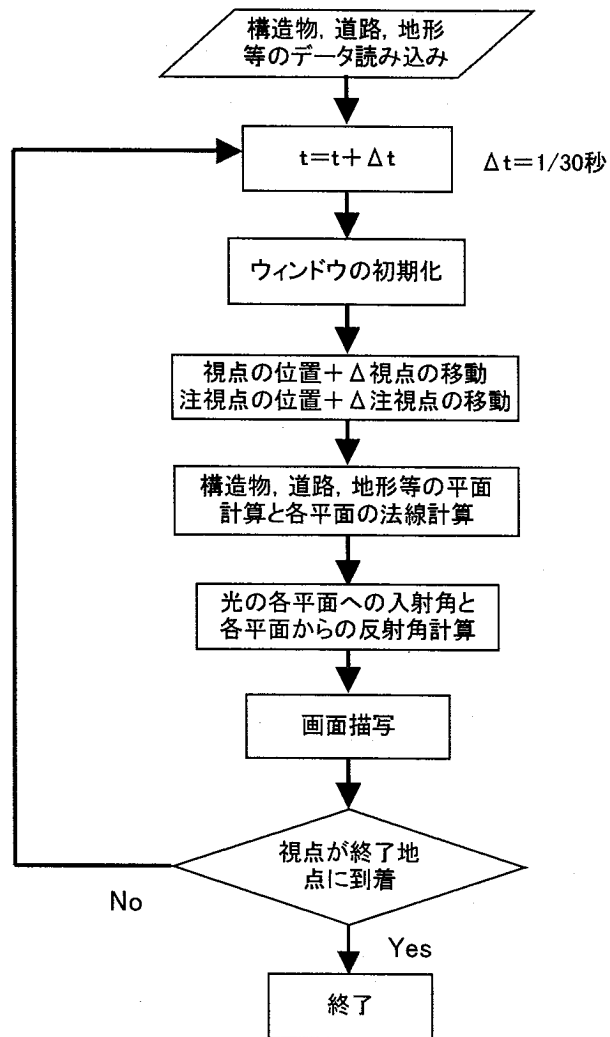 構造物, 道路, 地形
等のデータ読み込み
t=t+Δt
Δt=1/30秒
ウィンドウの初期化
視点の位置+Δ視点の移動
注視点の位置+Δ注視点の移動
構造物, 道路, 地形等の平面
計算と各平面の法線計算
光の各平面への入射角と
各平面からの反射角計算
画面描写
視点が終了地
点に到着
No
Yes
終了